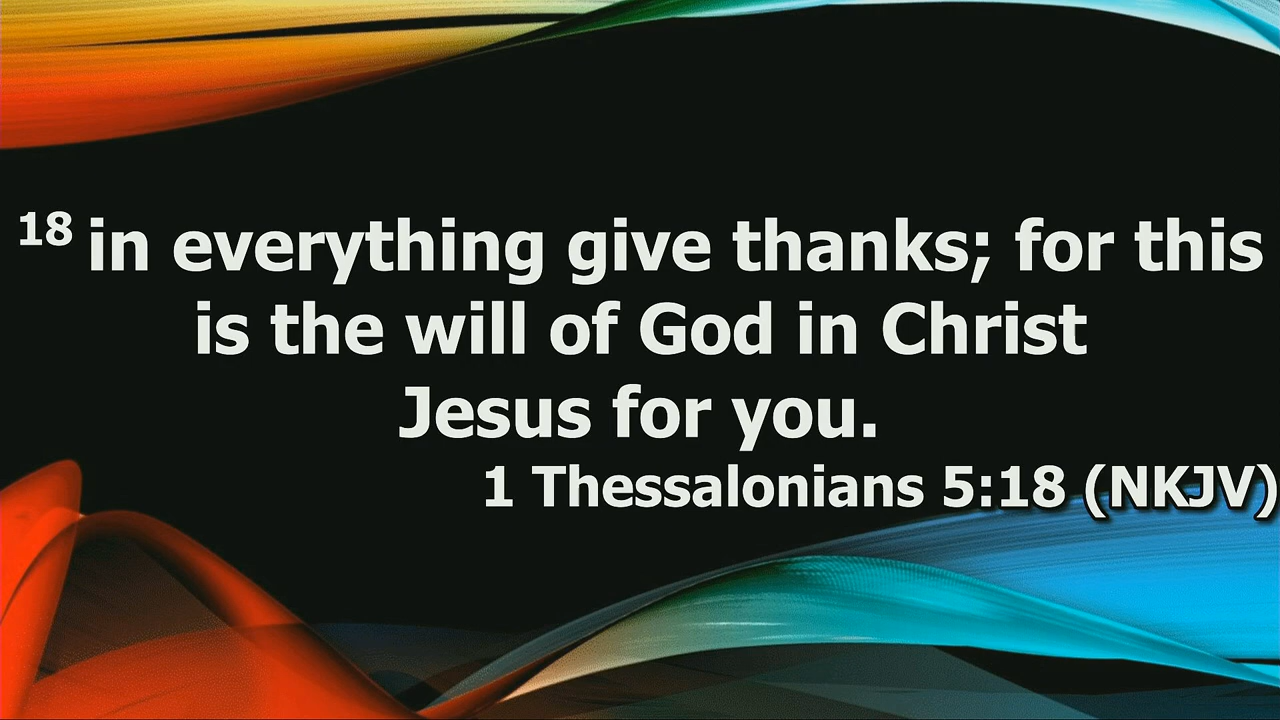 18 in everything give thanks; for this
is the will of God in Christ
Jesus for you.
1 Thessalonians 5:18 (NKJV)